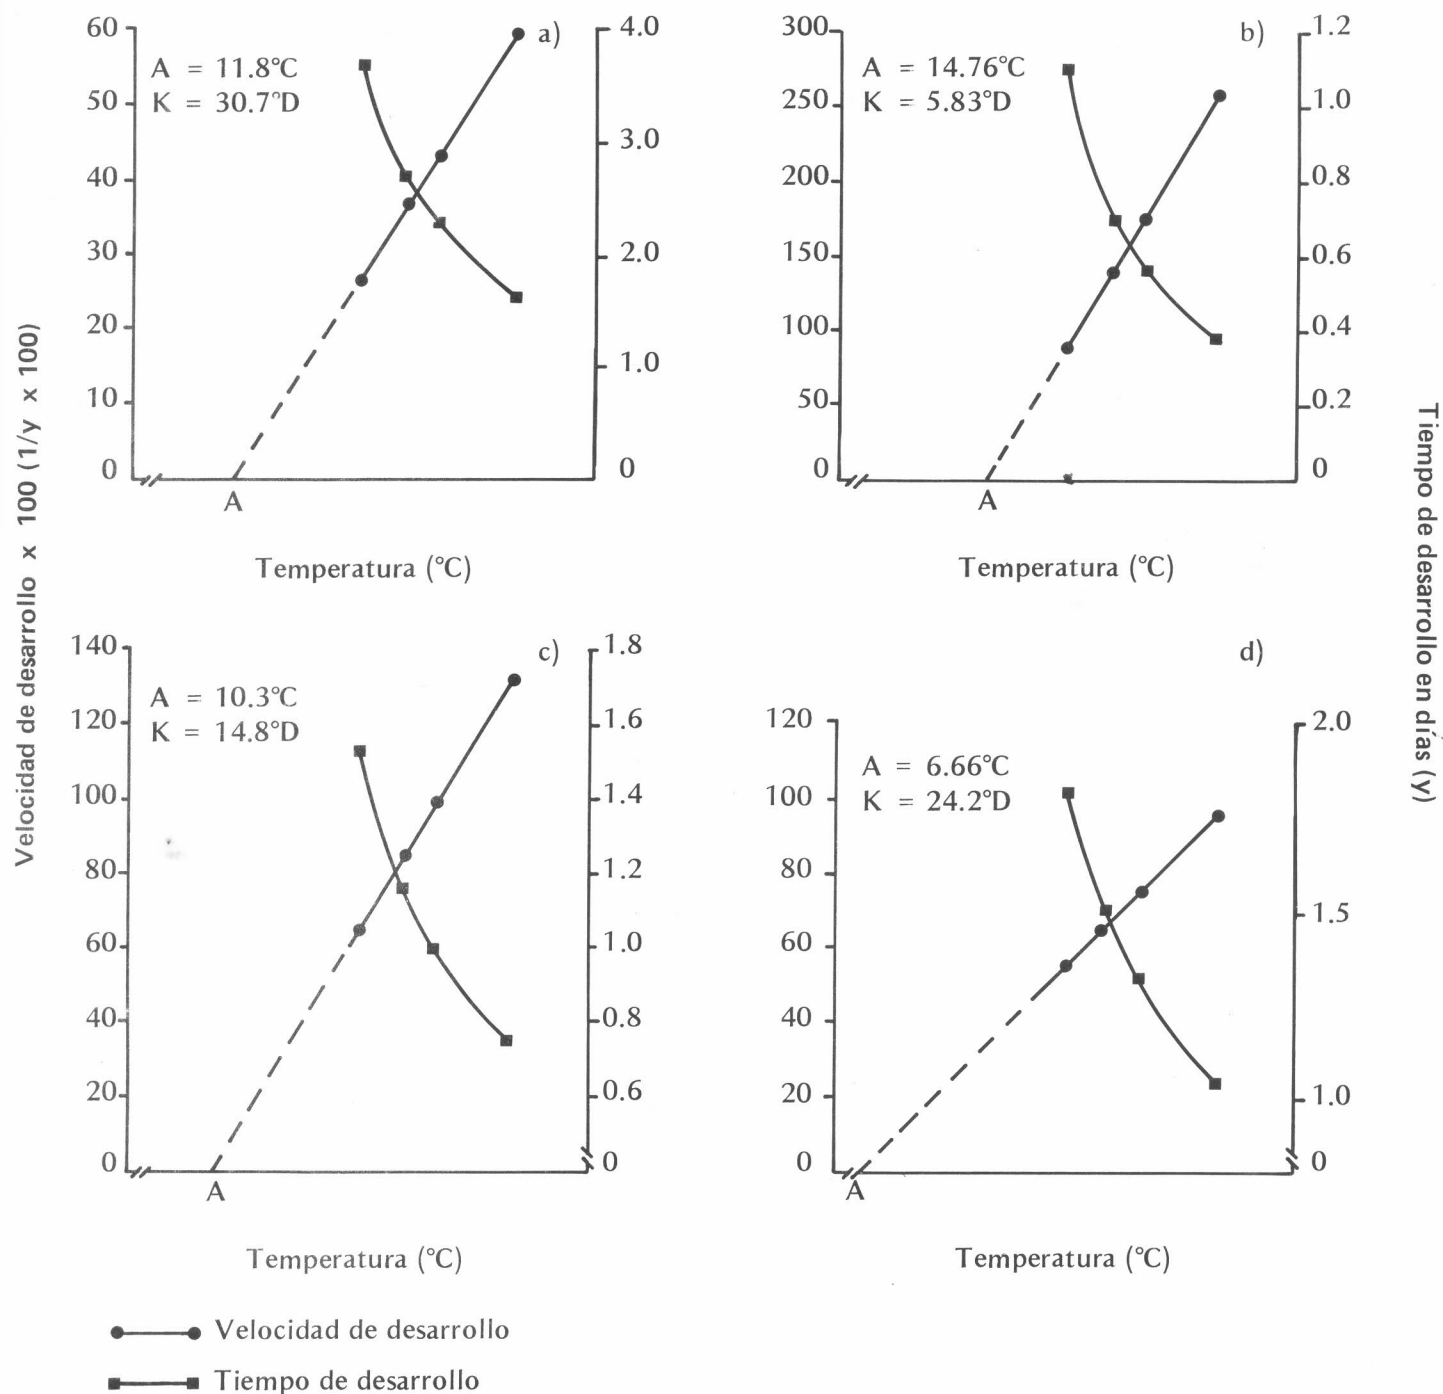 Velocidad de desarrollo x 100 (1/y x 100)
a)
A = 11.8°C
K = 30.7°D
60
50
40
30
20
10
0
4.0
3.0
2.0
1.0
0
A
Temperatura (°C)
b)
A = 14.76°C
K = 5.83°D
300
250
200
150
100
50
0
1.2
1.0
0.8
0.6
0.4
0.2
0
A
Temperatura (°C)
Tiempo de desarrollo en días (y)
c)
A = 10.3°C
K = 14.8°D
140
120
100
80
60
40
20
0
1.8
1.6
1.4
1.2
1.0
0.8
0.6
0
A
Temperatura (°C)
d)
A = 6.66°C
K = 24.2°D
120
100
80
60
40
20
0
2.0
1.5
1.0
0
A
Temperatura (°C)
Velocidad de desarrollo
Tiempo de desarrollo